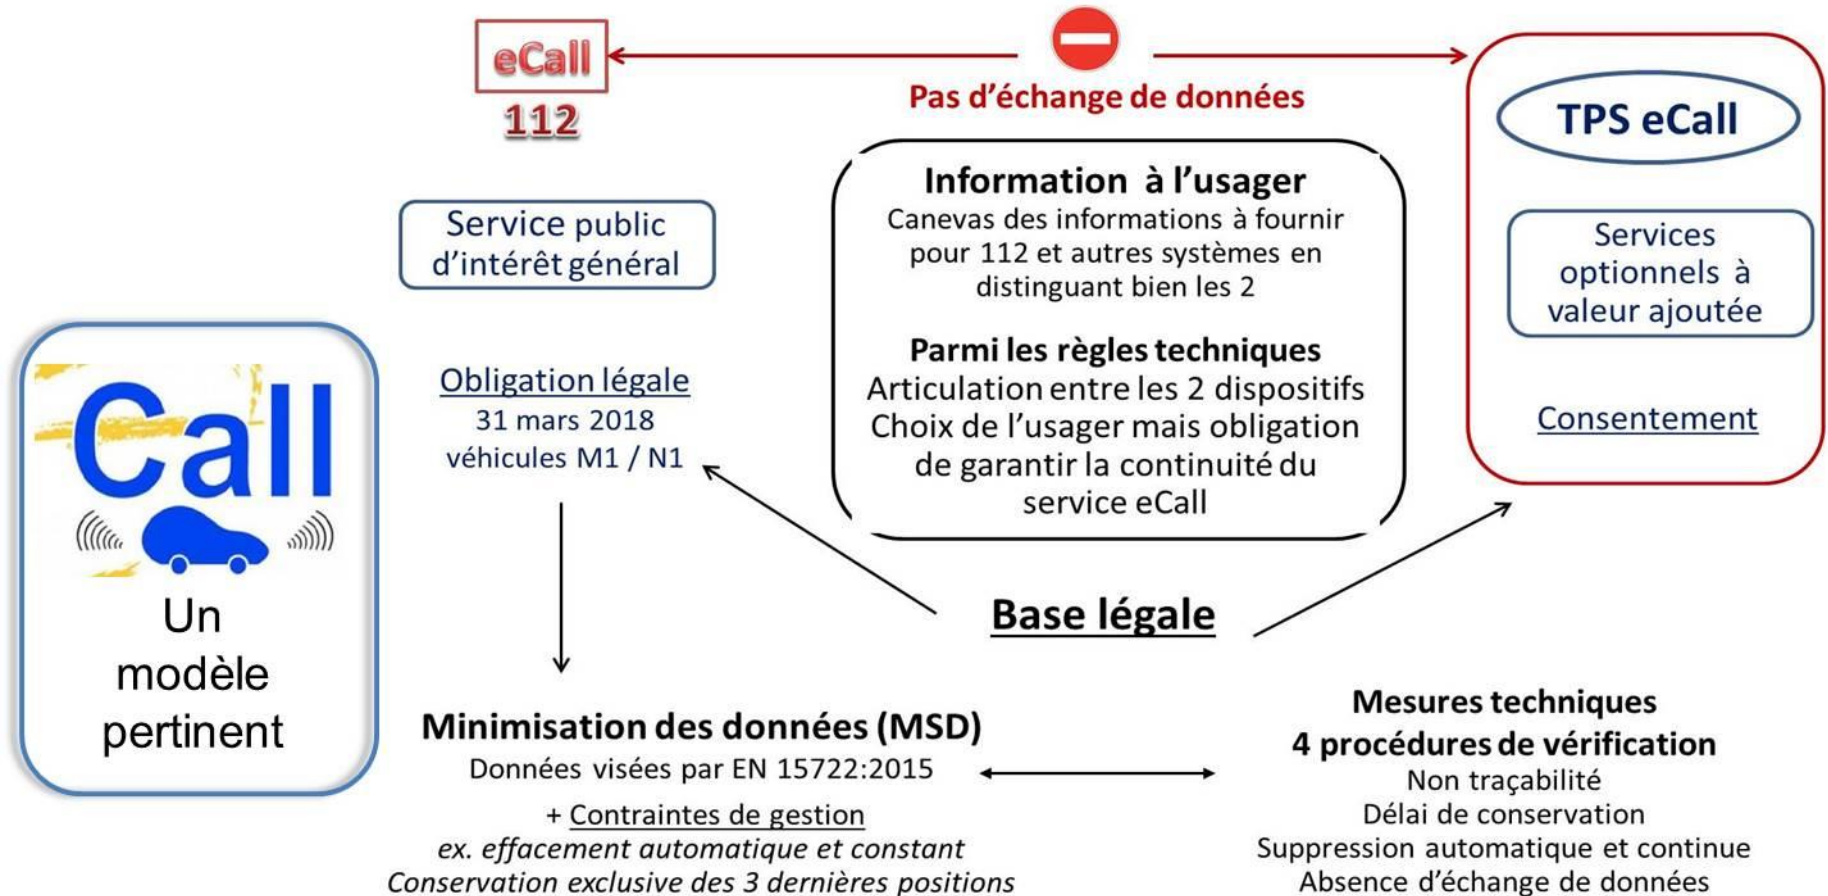 eCall
112
Pas d’échange de données
TPS eCall
Service public
d’intérêt général
Information à l’usager
Canevas des informations à fournir
pour 112 et autres systèmes en
distinguant bien les 2
Parmi les règles techniques
Articulation entre les 2 dispositifs
Choix de l’usager mais obligation
de garantir la continuité du
service eCall
Services
optionnels à
valeur ajoutée
Consentement
Obligation légale
31 mars 2018
véhicules M1 / N1
Call
Un
modèle
pertinent
Base légale
Minimisation des données (MSD)
Données visées par EN 15722:2015
+ Contraintes de gestion
ex. effacement automatique et constant
Conservation exclusive des 3 dernières positions
Mesures techniques
4 procédures de vérification
Non traçabilité
Délai de conservation
Suppression automatique et continue
Absence d’échange de données